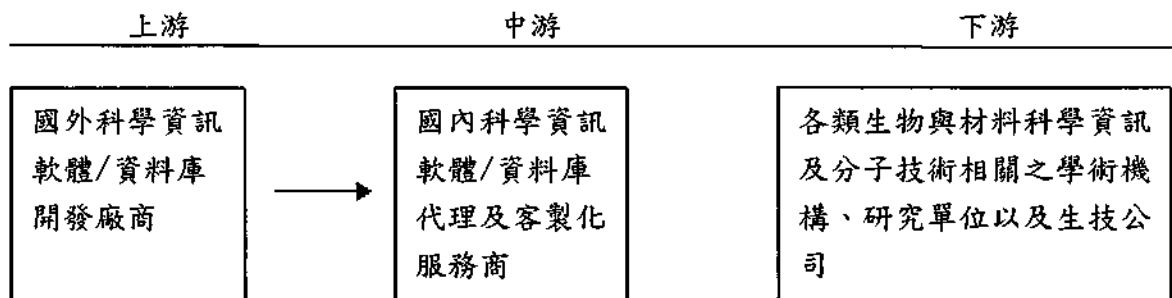 上游 中游 下游
國外科學資訊
軟體/資料庫
開發廠商
國內科學資訊
軟體/資料庫
代理及客製化
服務商
各類生物與材料科學資訊
及分子技術相關之學術機
構、研究單位以及生技公
司